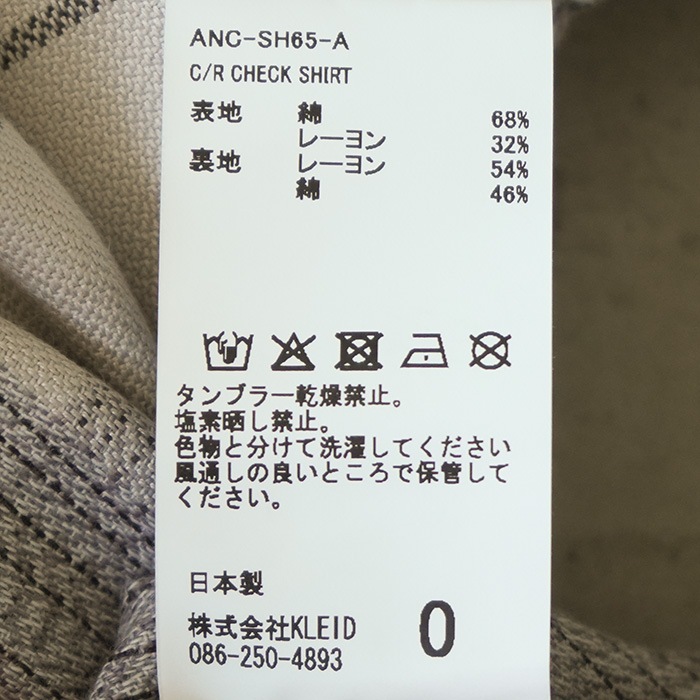 ANC-SH65-A
C/R CHECK SHIRT
表地 綿 68%
レーヨン 32%
裏地 レーヨン 54%
綿 46%
タンブラー乾燥禁止。
塩素晒し禁止。
色物と分けて洗濯してください
風通しの良いところで保管して
ください。
日本製
株式会社KLEID 0
086-250-4893